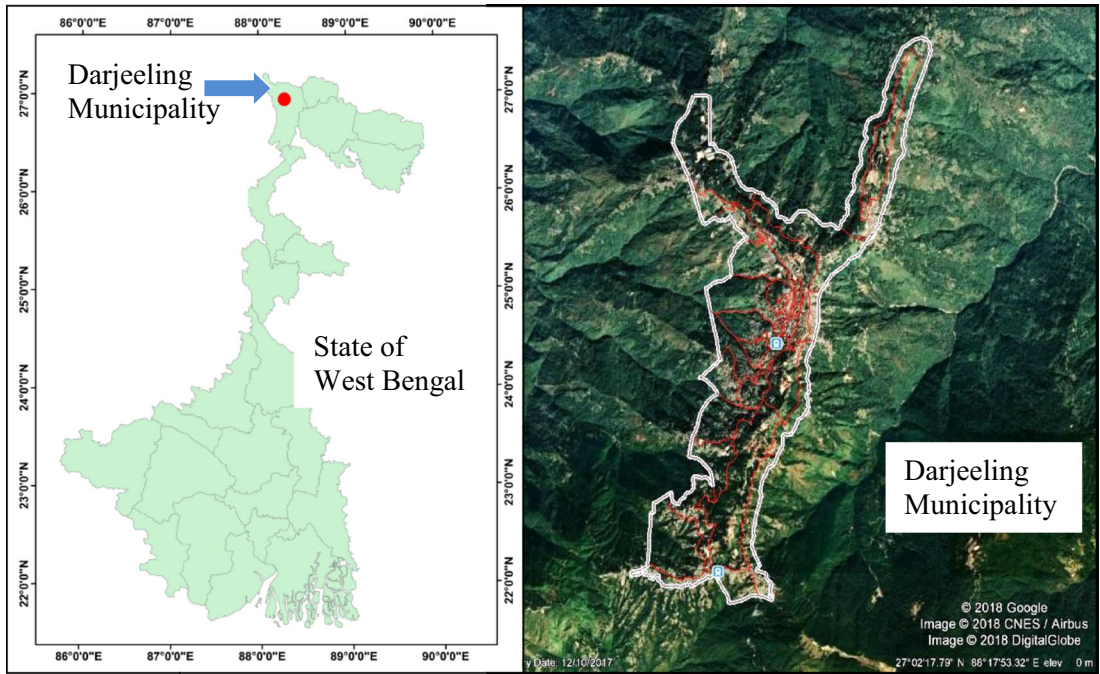 86°0'0"E 87°0'0"E 88°0'0"E 89°0'0"E 90°0'0"E
27°0'0"N
26°0'0"N
25°0'0"N
24°0'0"N
23°0'0"N
22°0'0"N
Darjeeling
Municipality
State of
West Bengal
27°0'0"N
26°0'0"N
25°0'0"N
24°0'0"N
23°0'0"N
22°0'0"N
86°0'0"E 87°0'0"E 88°0'0"E 89°0'0"E 90°0'0"E
Darjeeling
Municipality
© 2018 Google
Image © 2018 CNES / Airbus
Image © 2018 DigitalGlobe
y Date: 12/10/2017 27°02'17.79" N 88°17'53.32" E elev 0 m